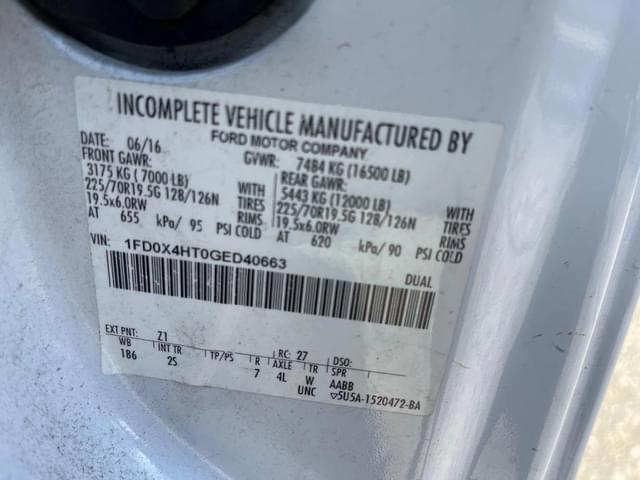 INCOMPLETE VEHICLE MANUFACTURED BY
FORD MOTOR COMPANY
DATE: 06/16 GVWR: 7484 KG (16500 LB)
FRONT GAWR: REAR GAWR:
3175 KG (7000 LB) WITH 5443 KG (12000 LB) WITH
225/70R19.5G 128/126N TIRES 225/70R19.5G 128/126N TIRES
19.5x6.0RW RIMS 19.5x6.0RW RIMS
AT 655 kPa/ 95 PSI COLD AT 620 kPa/ 90 PSI COLD
VIN: 1FD0X4HT0GED40663 DUAL
EXT PNT: Z1 RC: 27 DSO:
WB INT TR TP/PS R AXLE TR SPR
186 2S 7 4L W AABB
UNC ▽5U5A-1520472-BA